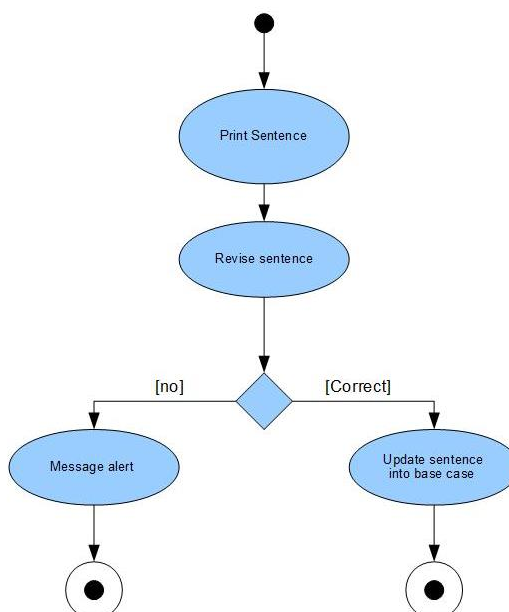 Print Sentence
Revise sentence
[no]
[Correct]
Message alert
Update sentence
into base case